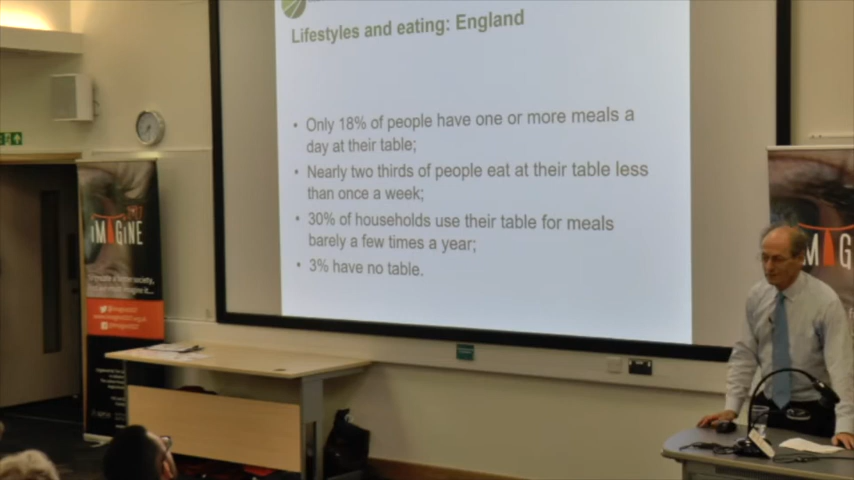 Lifestyles and eating: England
• Only 18% of people have one or more meals a
day at their table;
• Nearly two thirds of people eat at their table less
than once a week;
• 30% of households use their table for meals
barely a few times a year;
• 3% have no table.
iMAGINE
iMAG